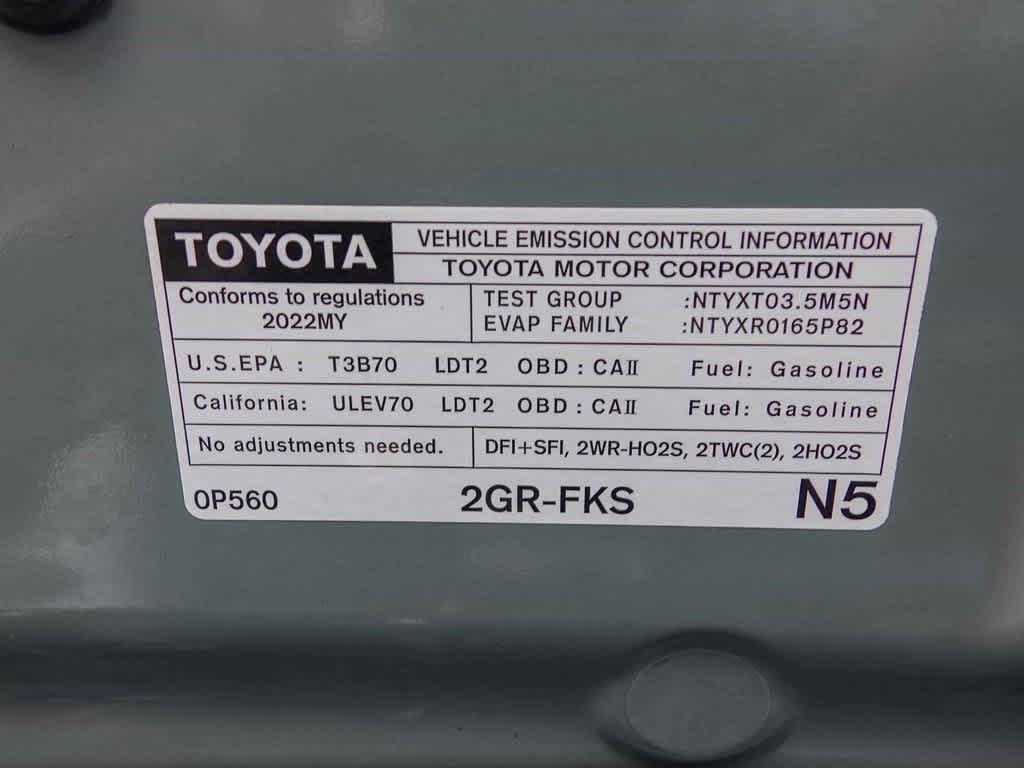 TOYOTA VEHICLE EMISSION CONTROL INFORMATION
TOYOTA MOTOR CORPORATION
Conforms to regulations
2022MY
TEST GROUP :NTYXT03.5M5N
EVAP FAMILY :NTYXR0165P82
U.S.EPA : T3B70 LDT2 OBD : CAII Fuel: Gasoline
California: ULEV70 LDT2 OBD : CAII Fuel: Gasoline
No adjustments needed. DFI+SFI, 2WR-HO2S, 2TWC(2), 2HO2S
0P560 2GR-FKS N5